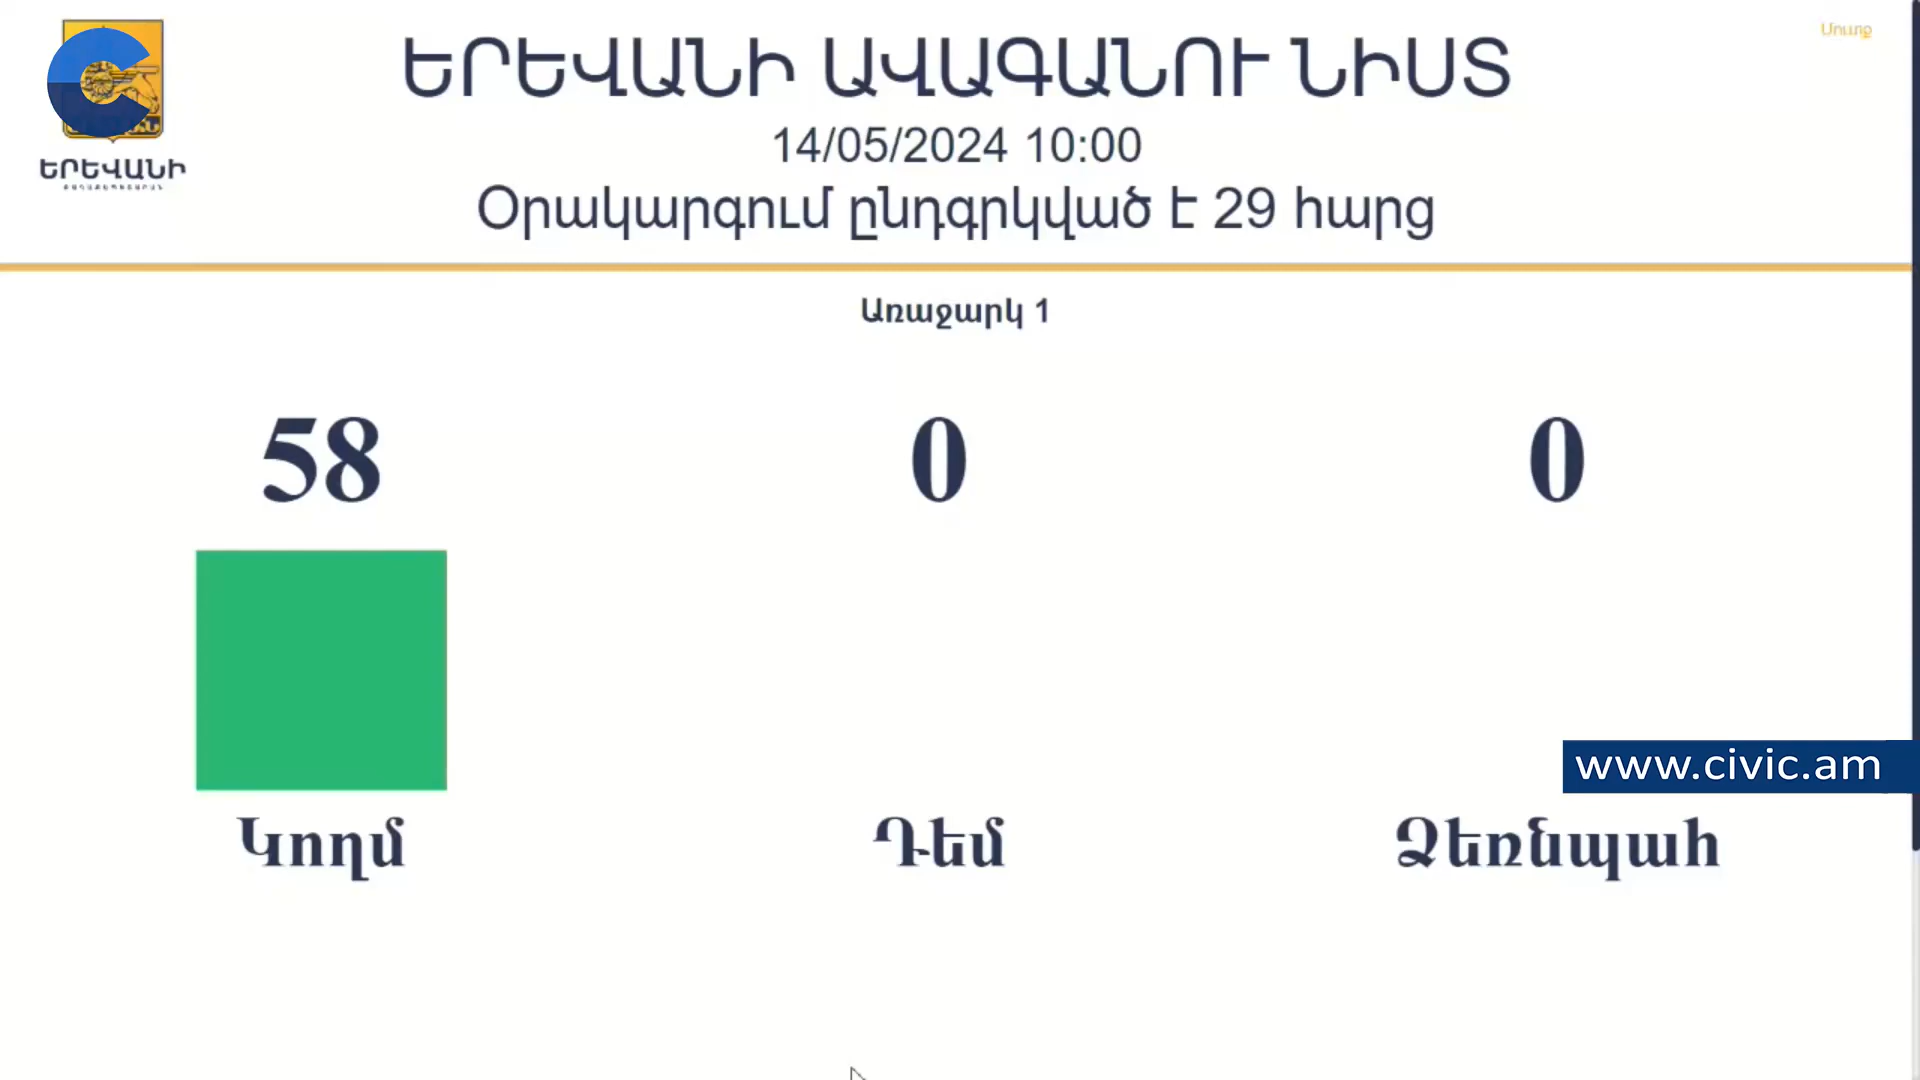 ԵՐԵՎԱՆԻ ԱՎԱԳԱՆՈՒ ՆԻՍՏ
Մուտք
14/05/2024 10:00
ԵՐԵՎԱՆԻ
ՔԱՂԱՔԱՊԵՏԱՐԱՆ
Օրակարգում ընդգրկված է 29 հարց
Առաջարկ 1
58 0 0
www.civic.am
Կողմ Դեմ Ձեռնպահ